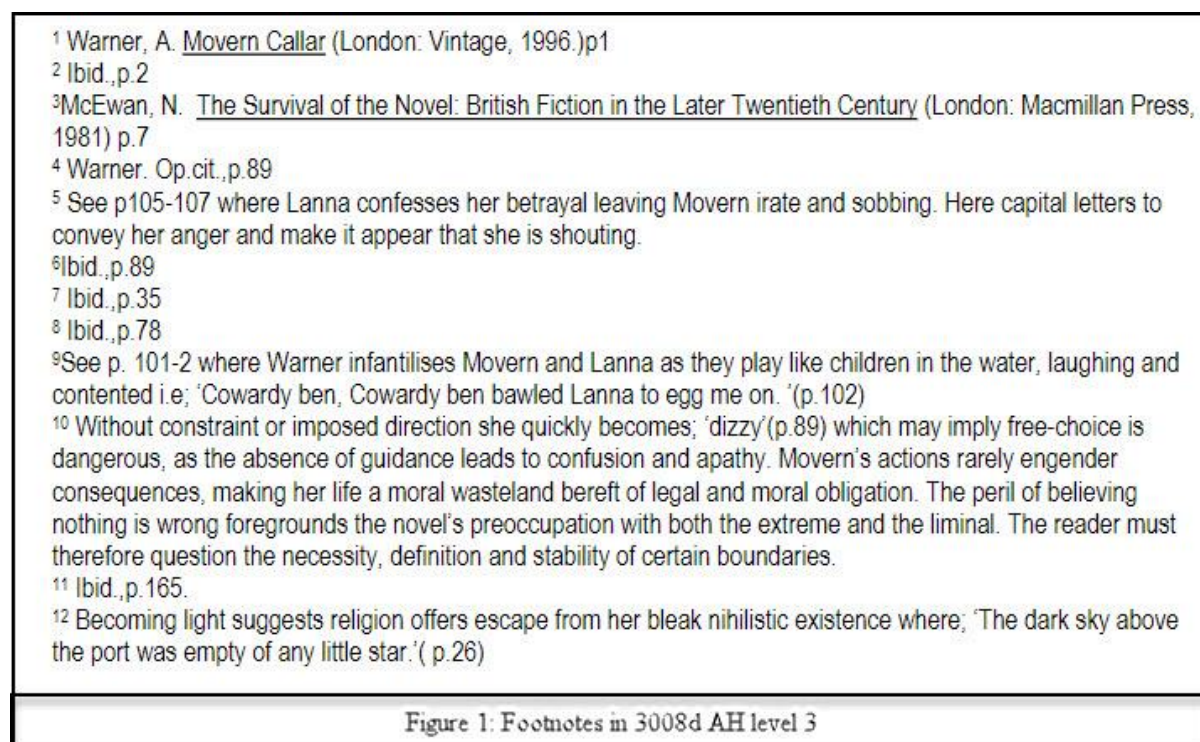 ¹ Warner, A. Movern Callar (London: Vintage, 1996.)p1
² Ibid.,p.2
³McEwan, N. The Survival of the Novel: British Fiction in the Later Twentieth Century (London: Macmillan Press,
1981) p.7
⁴ Warner. Op.cit.,p.89
⁵ See p105-107 where Lanna confesses her betrayal leaving Movern irate and sobbing. Here capital letters to
convey her anger and make it appear that she is shouting.
⁶Ibid.,p.89
⁷ Ibid.,p.35
⁸ Ibid.,p.78
⁹See p. 101-2 where Warner infantilises Movern and Lanna as they play like children in the water, laughing and
contented i.e; ‘Cowardy ben, Cowardy ben bawled Lanna to egg me on. ’(p.102)
¹⁰ Without constraint or imposed direction she quickly becomes; ‘dizzy’(p.89) which may imply free-choice is
dangerous, as the absence of guidance leads to confusion and apathy. Movern’s actions rarely engender
consequences, making her life a moral wasteland bereft of legal and moral obligation. The peril of believing
nothing is wrong foregrounds the novel’s preoccupation with both the extreme and the liminal. The reader must
therefore question the necessity, definition and stability of certain boundaries.
¹¹ Ibid.,p.165.
¹² Becoming light suggests religion offers escape from her bleak nihilistic existence where; ‘The dark sky above
the port was empty of any little star.’( p.26)
Figure 1: Footnotes in 3008d AH level 3